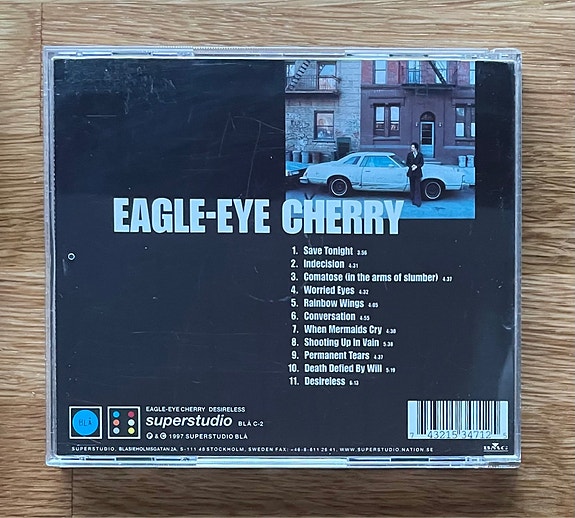 EAGLE-EYE CHERRY
1. Save Tonight 3.56
2. Indecision 4.31
3. Comatose (in the arms of slumber) 4.37
4. Worried Eyes 4.32
5. Rainbow Wings 4.05
6. Conversation 4.55
7. When Mermaids Cry 4.38
8. Shooting Up In Vain 5.38
9. Permanent Tears 4.37
10. Death Defied By Will 5.19
11. Desireless 6.13
BLÅ
EAGLE-EYE CHERRY DESIRELESS
superstudio BLÅ C-2
℗ & © 1997 SUPERSTUDIO BLÅ
7 43215 34712
BMG
SUPERSTUDIO, BLASIEHOLMSGATAN 2A, S-111 48 STOCKHOLM, SWEDEN FAX: +46-8-611 26 41, WWW.SUPERSTUDIO.NATION.SE